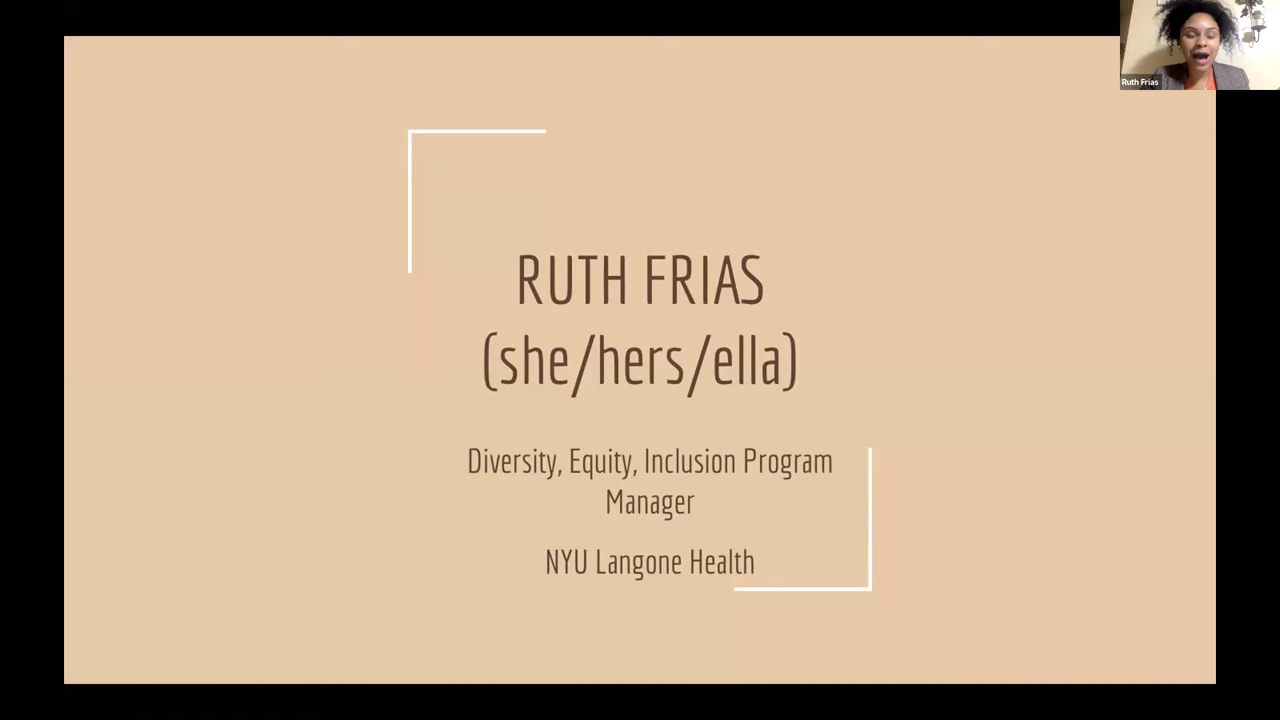 Ruth Frias
RUTH FRIAS
(she/hers/ella)
Diversity, Equity, Inclusion Program
Manager
NYU Langone Health